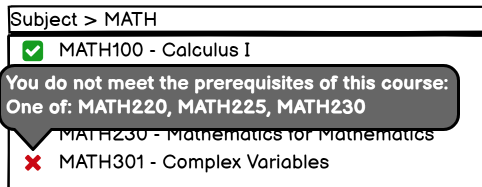 Subject > MATH
MATH100 - Calculus I
You do not meet the prerequisites of this course:
One of: MATH220, MATH225, MATH230
MATH230 - Mathematics for Mathematics
MATH301 - Complex Variables